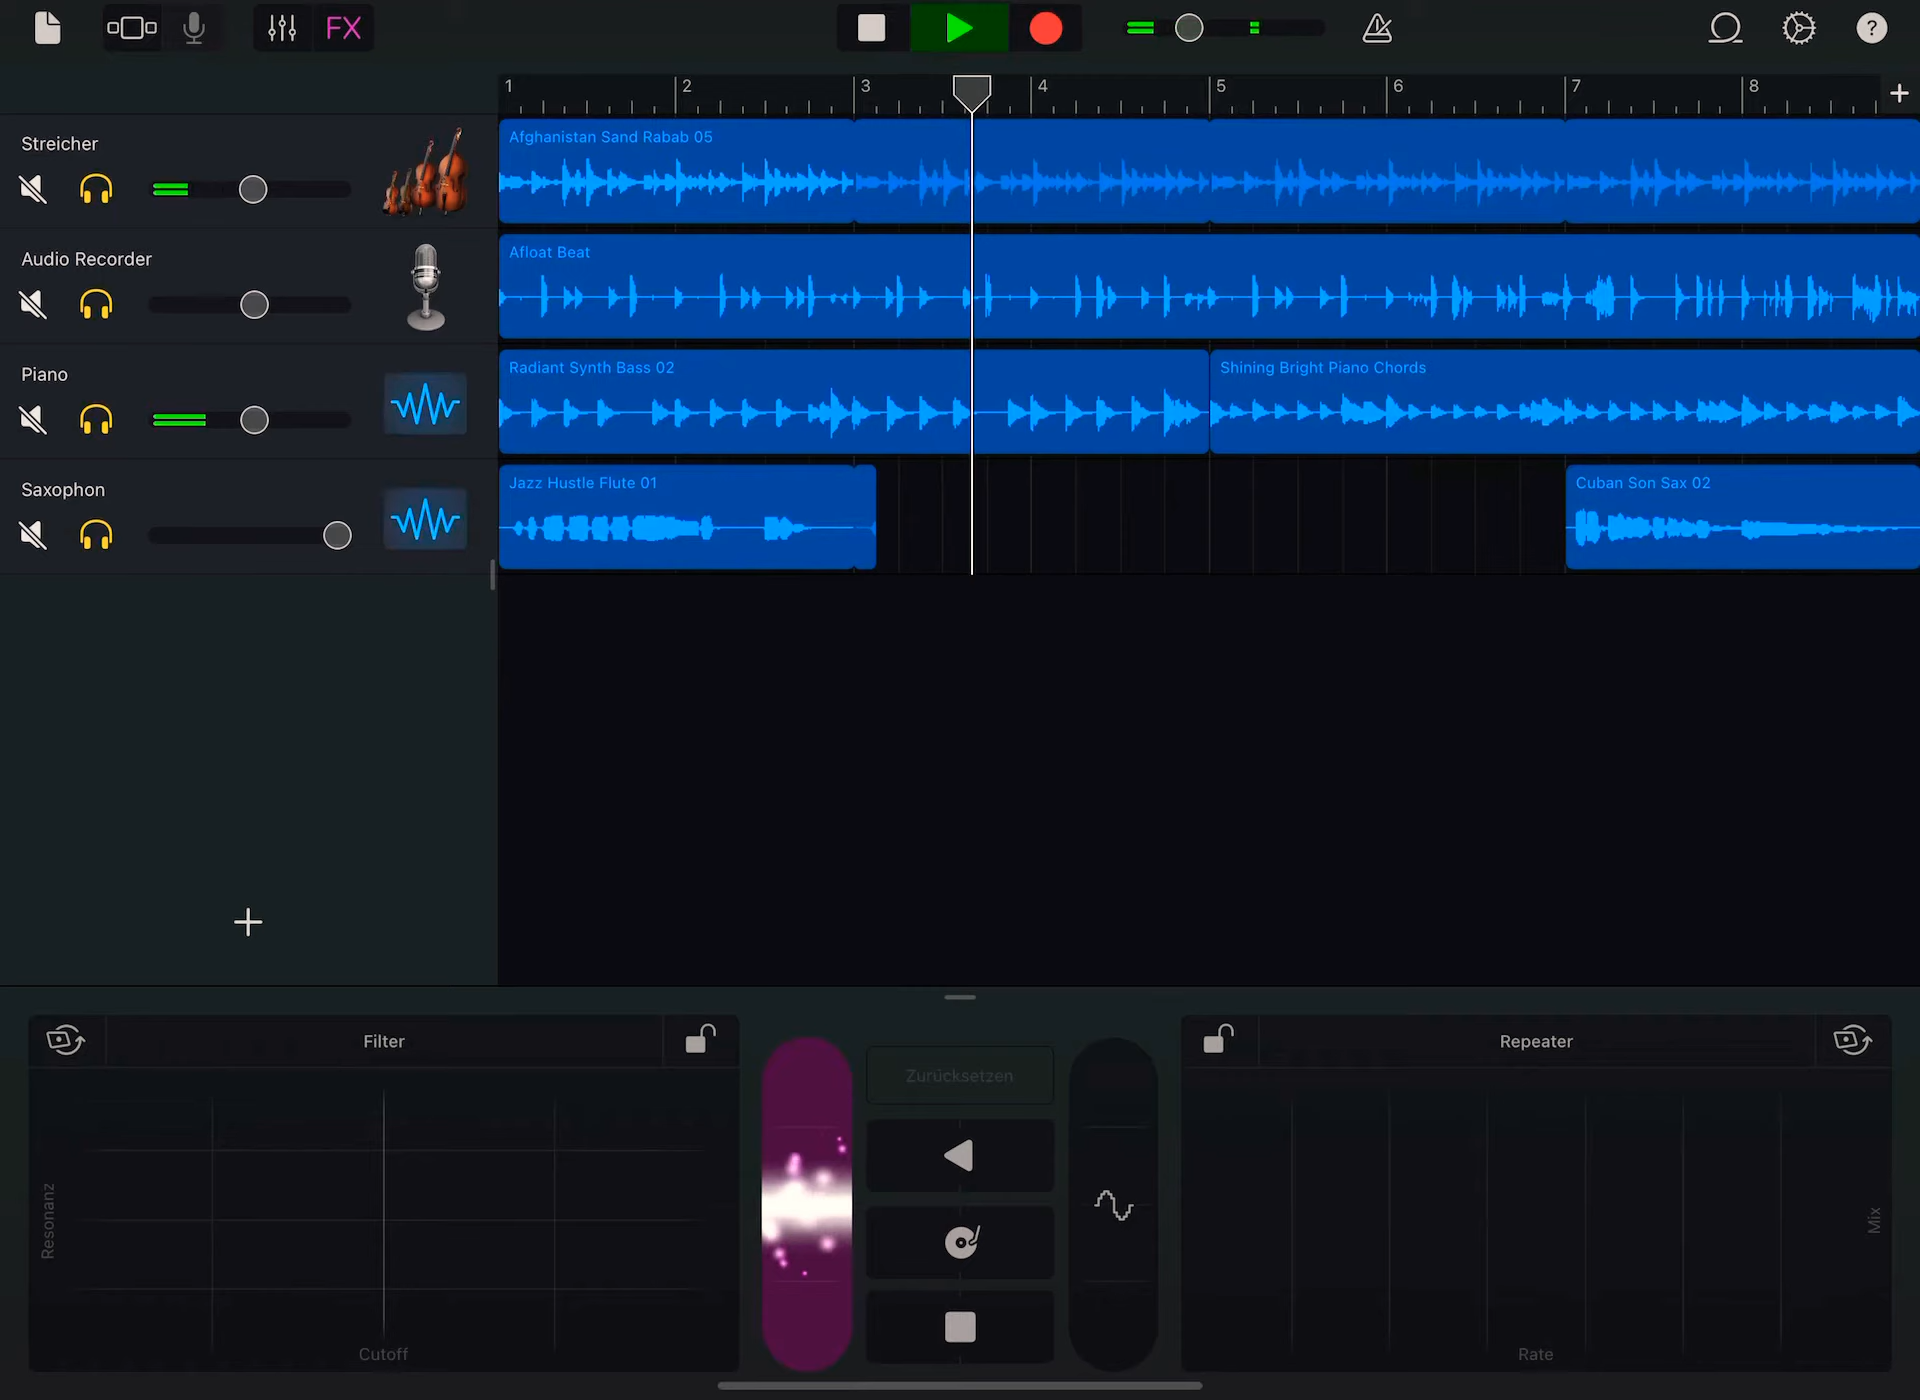 FX
?
1 2 3 4 5 6 7 8
Streicher
Afghanistan Sand Rabab 05
Audio Recorder
Afloat Beat
Piano
Radiant Synth Bass 02
Shining Bright Piano Chords
Saxophon
Jazz Hustle Flute 01
Cuban Son Sax 02
Filter
Resonanz
Cutoff
Zurücksetzen
Repeater
Mix
Rate